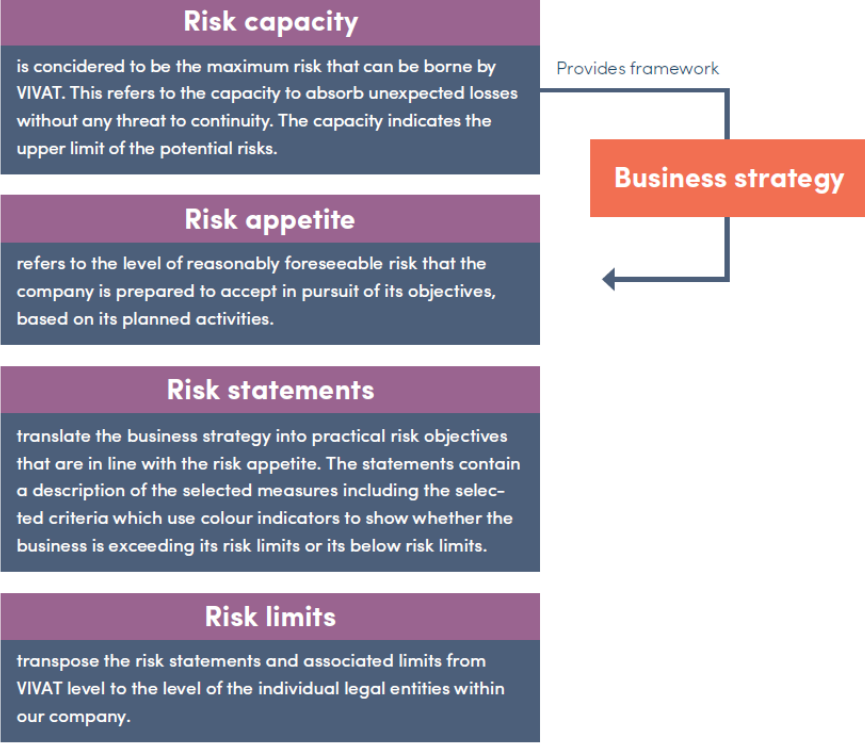 Risk capacity
is concidered to be the maximum risk that can be borne by
VIVAT. This refers to the capacity to absorb unexpected losses
without any threat to continuity. The capacity indicates the
upper limit of the potential risks.
Provides framework
Business strategy
Risk appetite
refers to the level of reasonably foreseeable risk that the
company is prepared to accept in pursuit of its objectives,
based on its planned activities.
Risk statements
translate the business strategy into practical risk objectives
that are in line with the risk appetite. The statements contain
a description of the selected measures including the selec-
ted criteria which use colour indicators to show whether the
business is exceeding its risk limits or its below risk limits.
Risk limits
transpose the risk statements and associated limits from
VIVAT level to the level of the individual legal entities within
our company.